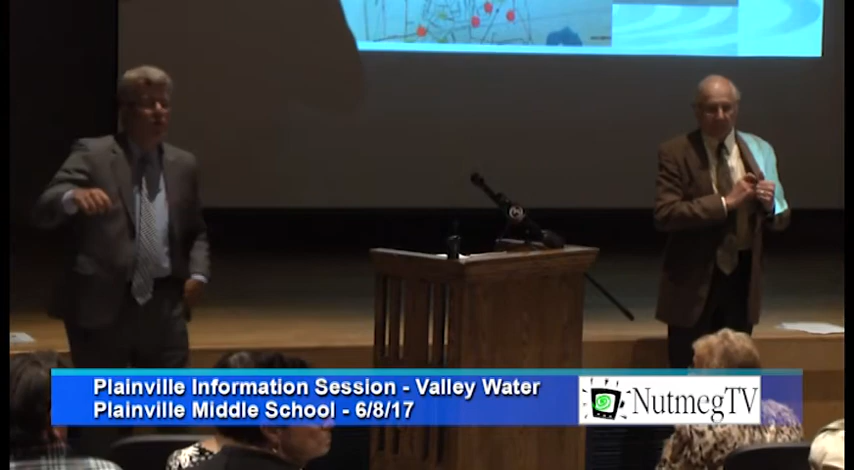 Plainville Information Session - Valley Water
Plainville Middle School - 6/8/17
NutmegTV